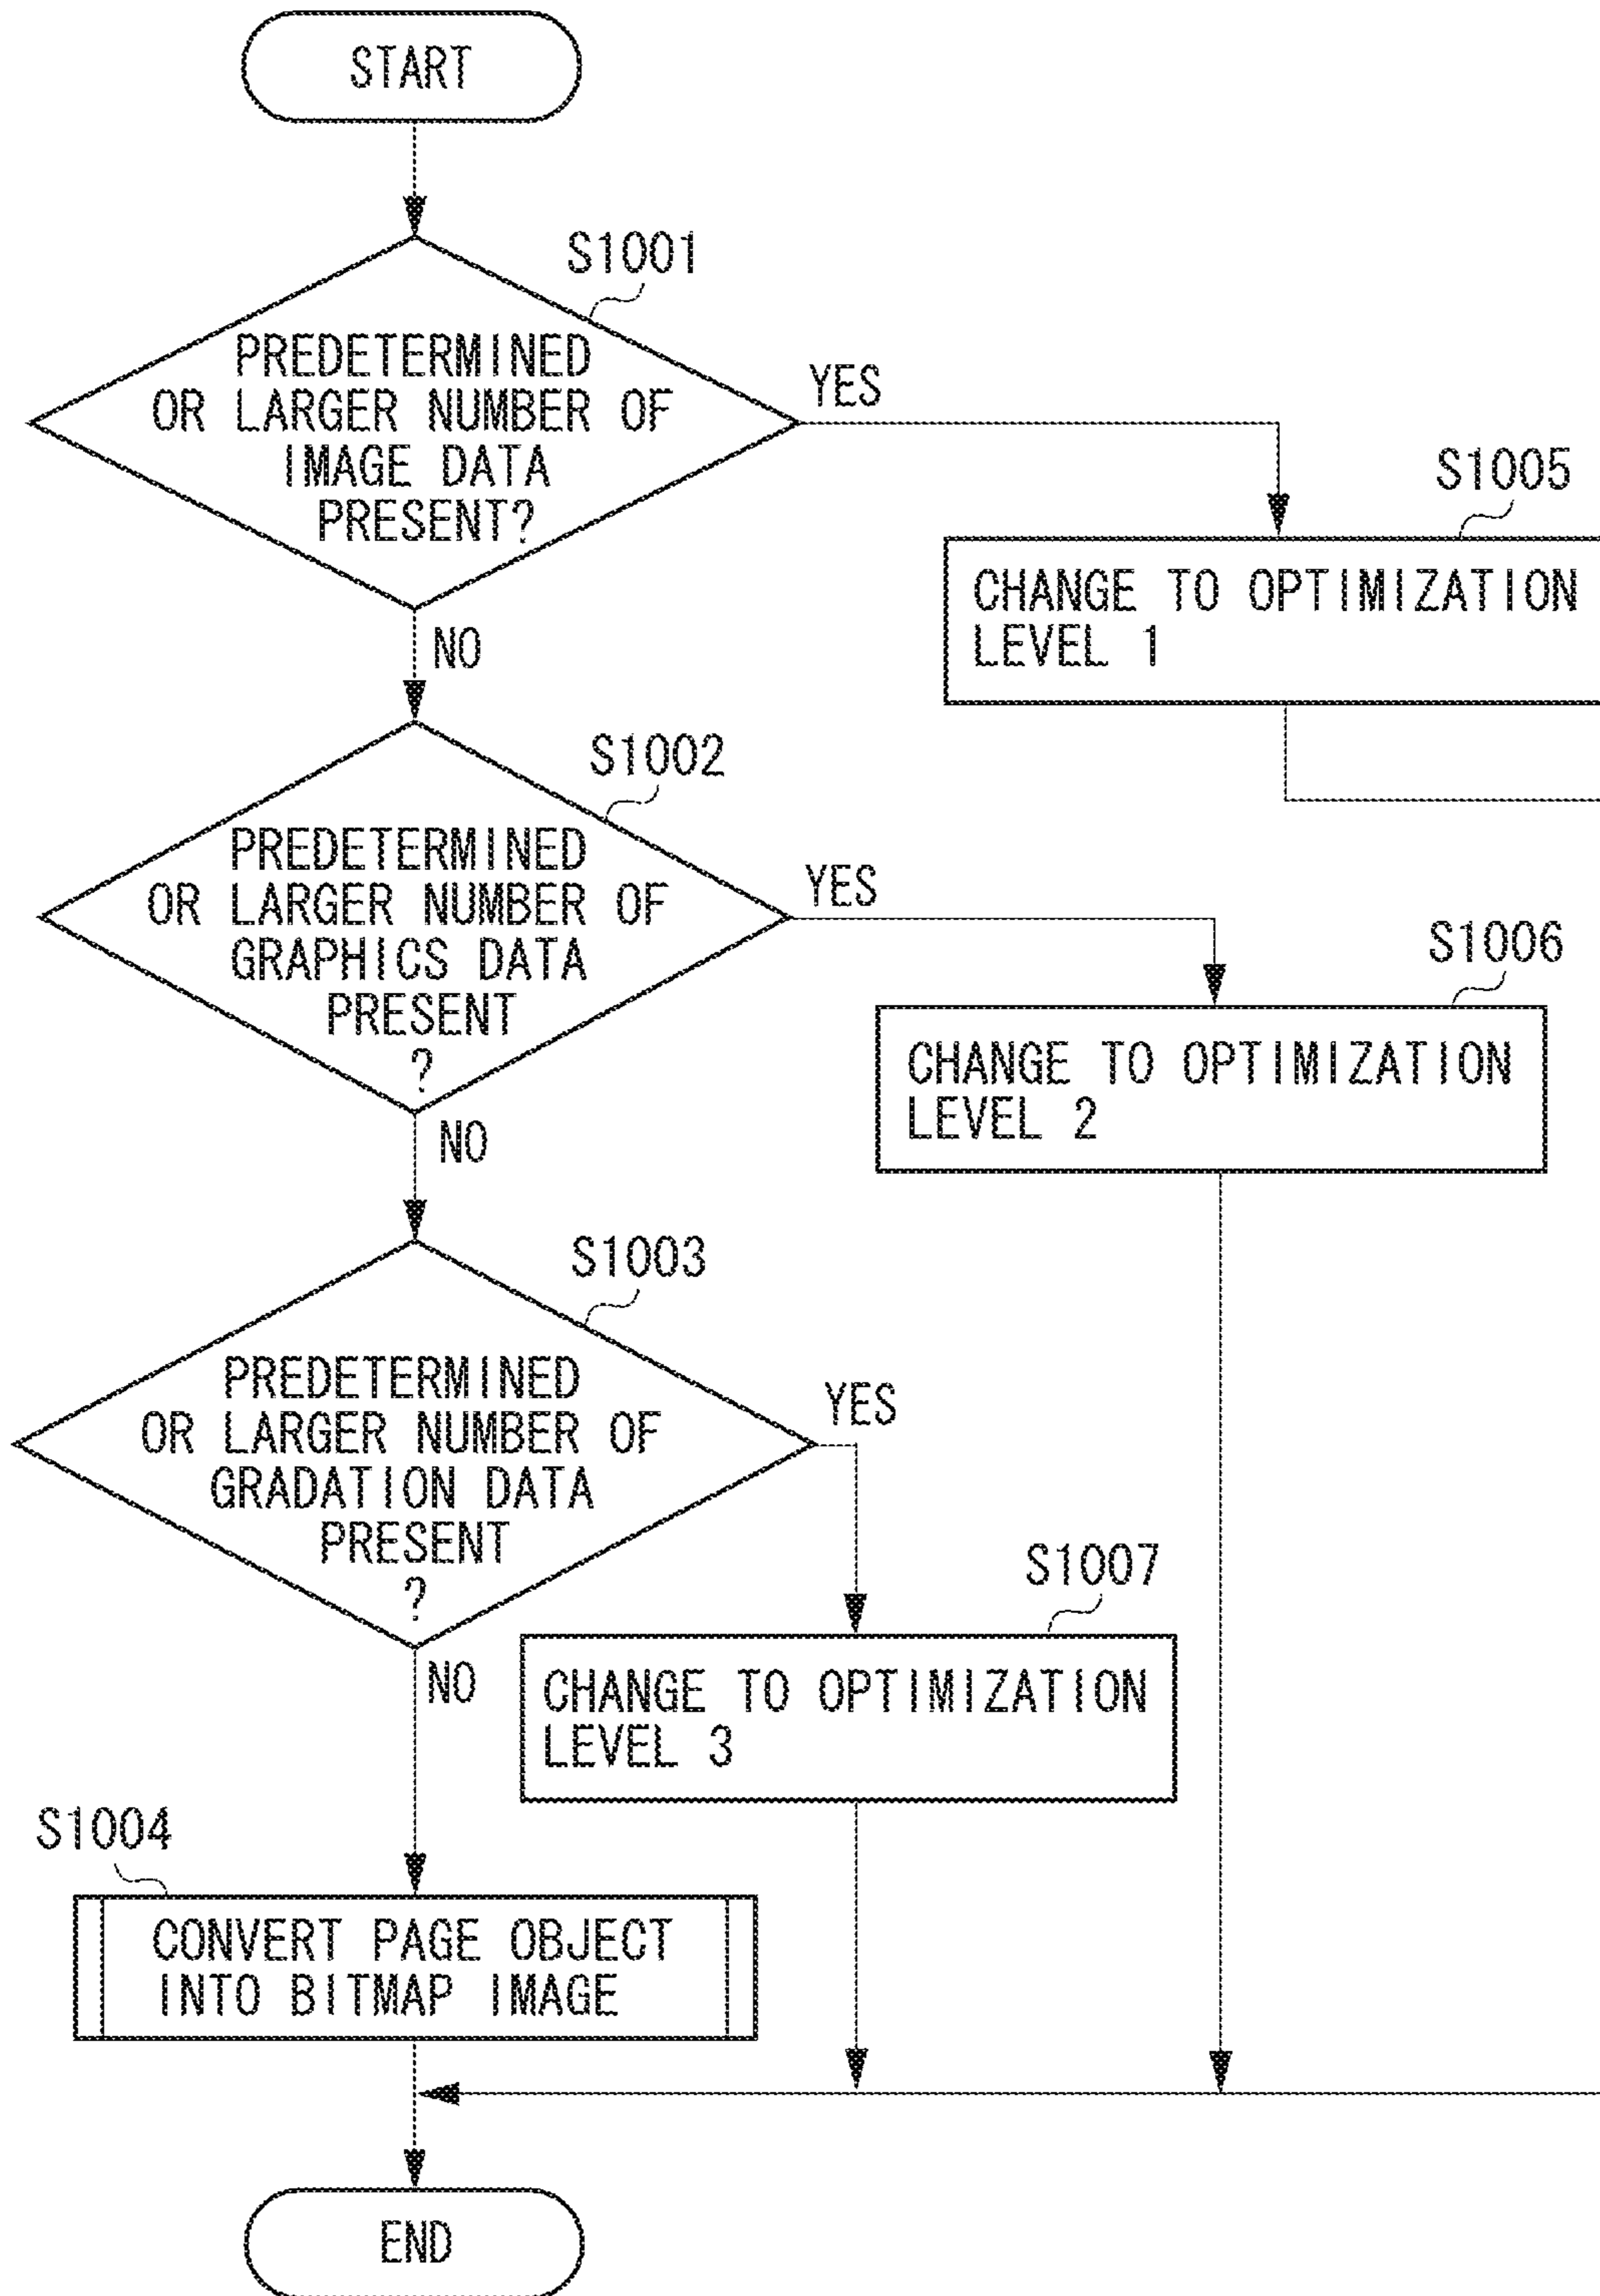 START
S1001
PREDETERMINED
OR LARGER NUMBER OF
IMAGE DATA
PRESENT?
YES
NO
S1005
CHANGE TO OPTIMIZATION
LEVEL 1
S1002
PREDETERMINED
OR LARGER NUMBER OF
GRAPHICS DATA
PRESENT
?
YES
NO
S1006
CHANGE TO OPTIMIZATION
LEVEL 2
S1003
PREDETERMINED
OR LARGER NUMBER OF
GRADATION DATA
PRESENT
?
YES
NO
S1007
CHANGE TO OPTIMIZATION
LEVEL 3
S1004
CONVERT PAGE OBJECT
INTO BITMAP IMAGE
END